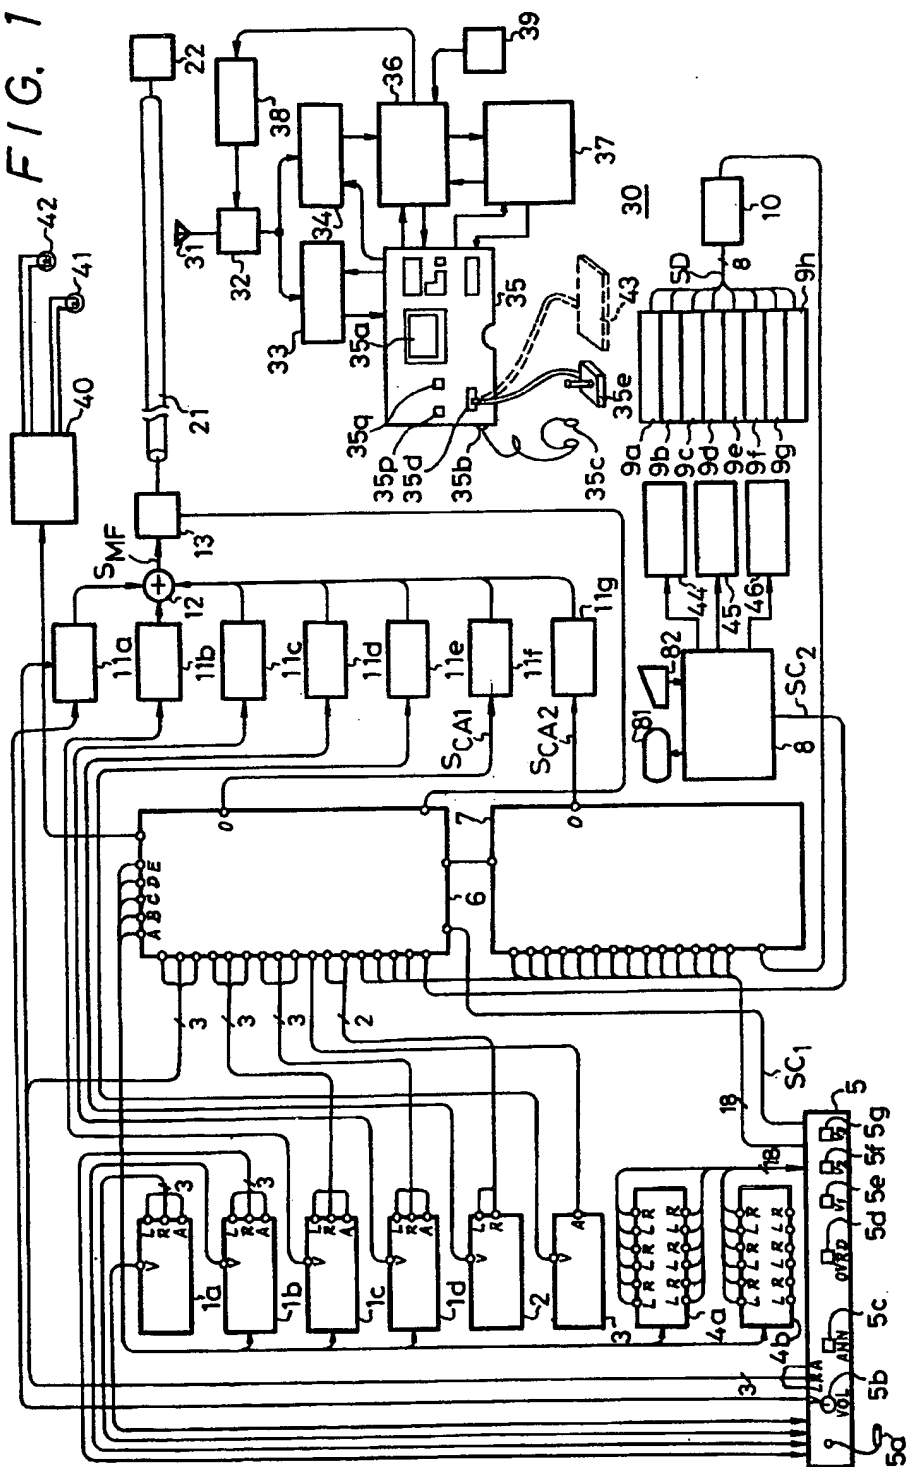 FIG. 1
42
41
40
22
21
13
SMF
12
11a
11b
11c
11d
11e
11f
11g
SCA1
SCA2
31
32
33
34
38
36
39
37
30
35
35a
35q
35p
35d
35b
35c
35e
43
10
SD
8
9a
9b
9c
9d
9e
9f
9g
9h
44
45
46
81
82
8
SC2
A B C D E
O
6
7
O
3
3
3
2
18
SC1
L R A
V
3
1a
L R A
V
3
1b
L R A
V
1c
L R A
V
1d
L R
V
2
A
V
3
L R L R L R
L R L R L R
4a
L R L R L R
L R L R L R
4b
18
3
V L R A
VOL
ANN
OVRD
V1
5
5a
5b
5c
5d
5e
5f
5g